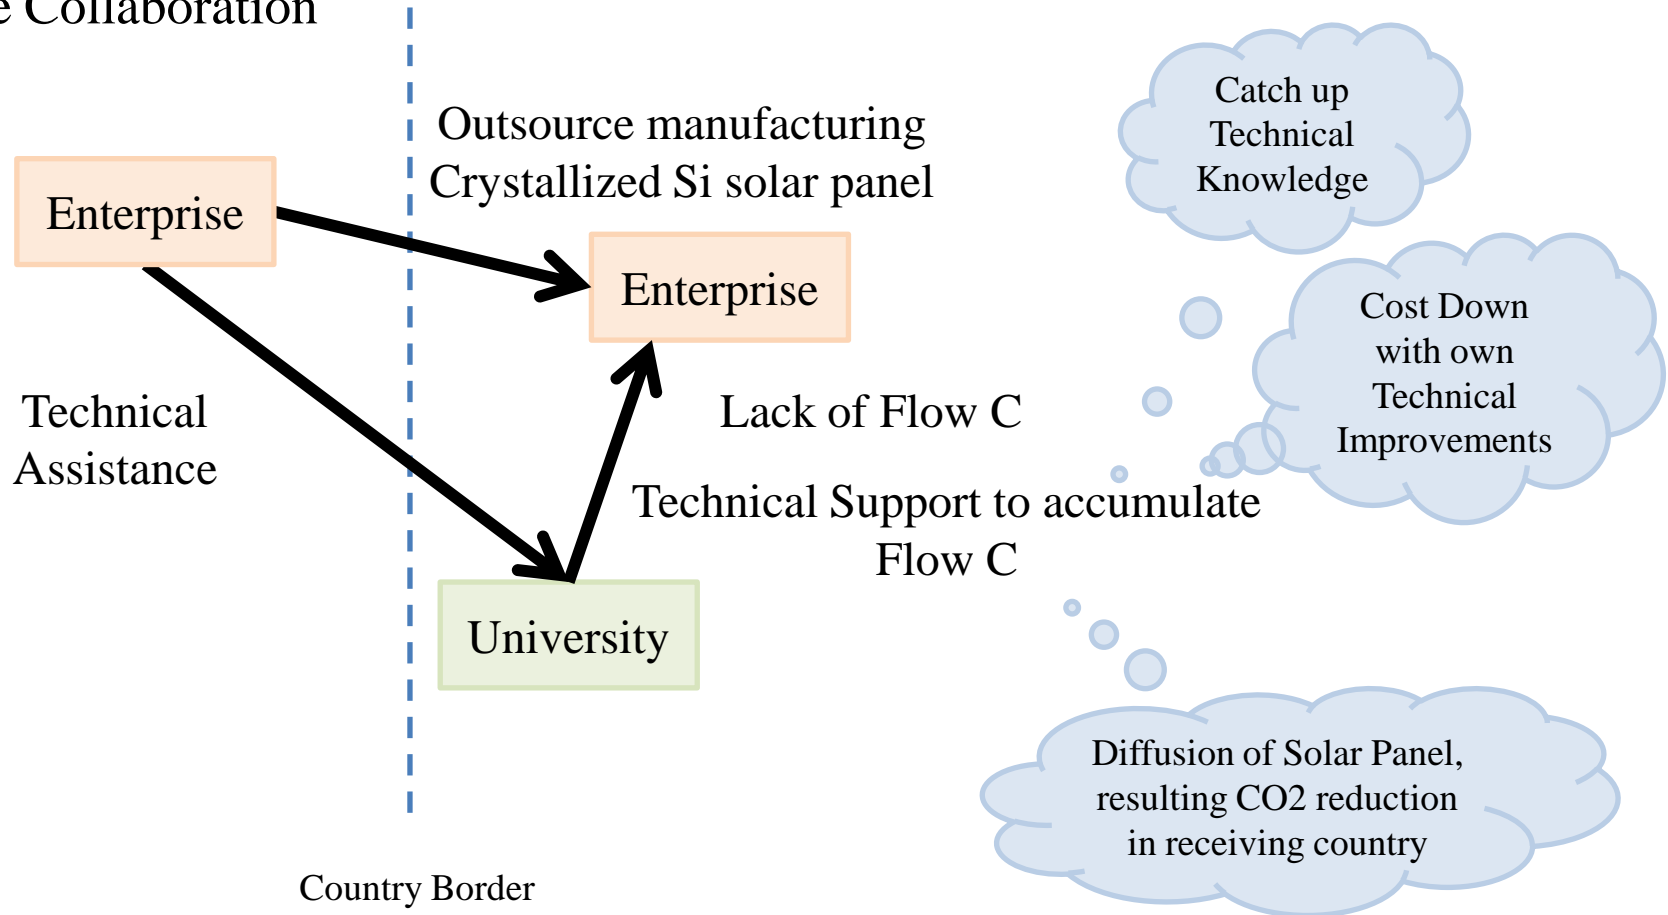 e Collaboration
Outsource manufacturing
Crystallized Si solar panel
Catch up
Technical
Knowledge
Enterprise
Enterprise
Cost Down
with own
Technical
Improvements
Technical
Assistance
Lack of Flow C
Technical Support to accumulate
Flow C
University
Diffusion of Solar Panel,
resulting CO2 reduction
in receiving country
Country Border